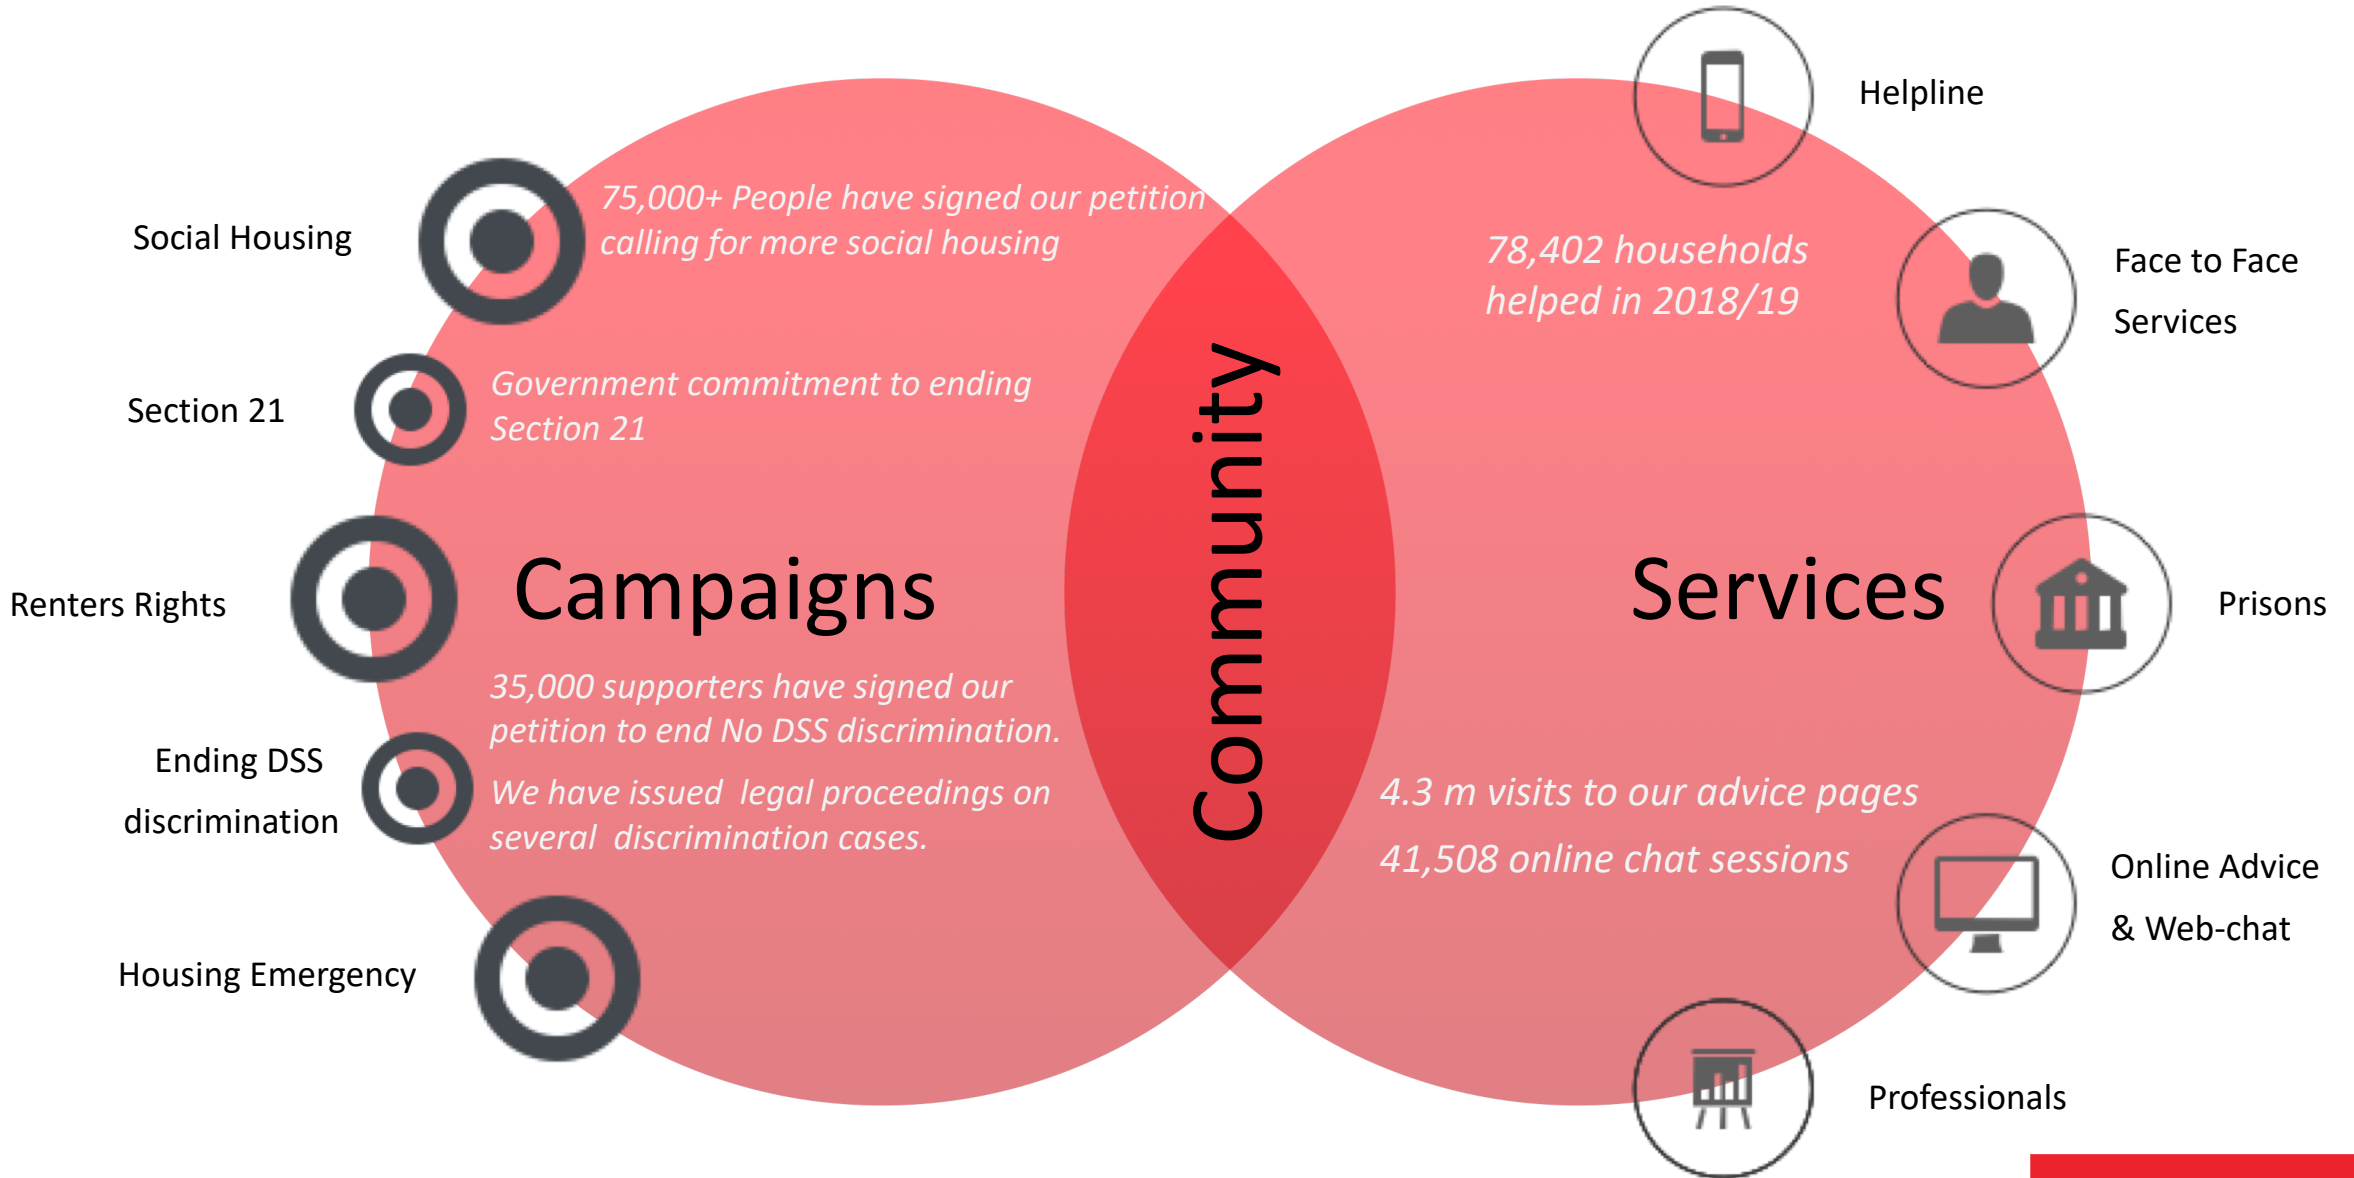 Social Housing
75,000+ People have signed our petition
calling for more social housing
Section 21
Government commitment to ending
Section 21
Renters Rights
Campaigns
35,000 supporters have signed our
petition to end No DSS discrimination.
Ending DSS
discrimination
We have issued  legal proceedings on
several  discrimination cases.
Housing Emergency
Community
Helpline
78,402 households
helped in 2018/19
Face to Face
Services
Services
Prisons
4.3 m visits to our advice pages
41,508 online chat sessions
Online Advice
& Web-chat
Professionals